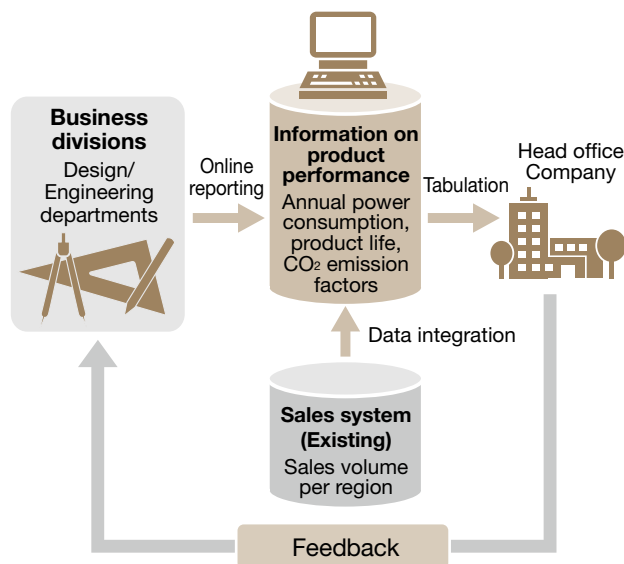 Business
divisions
Design/
Engineering
departments
Online
reporting
Information on
product
performance
Annual power
consumption,
product life,
CO2 emission
factors
Tabulation
Head office
Company
Data integration
Sales system
(Existing)
Sales volume
per region
Feedback